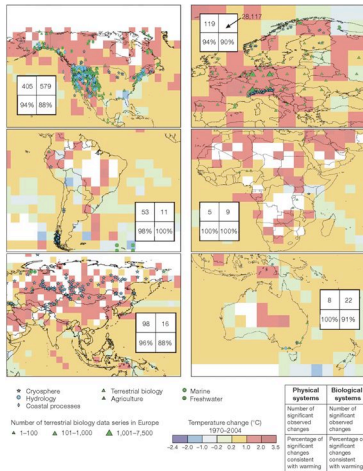 119
28,117
94% 90%
405 579
94% 88%
53 11
98% 100%
5 9
100% 100%
98 16
96% 88%
8 22
100% 91%
Cryosphere
Hydrology
Coastal processes
Terrestrial biology
Agriculture
Marine
Freshwater
Number of terrestrial biology data series in Europe
1–100 101–1,000 1,001–7,500
Temperature change (°C)
1970–2004
-2.4 -1.0 -0.2 0.2 1.0 2.0 3.5
Physical systems
Biological systems
Number of significant observed changes
Number of significant observed changes
Percentage of significant changes consistent with warming
Percentage of significant changes consistent with warming